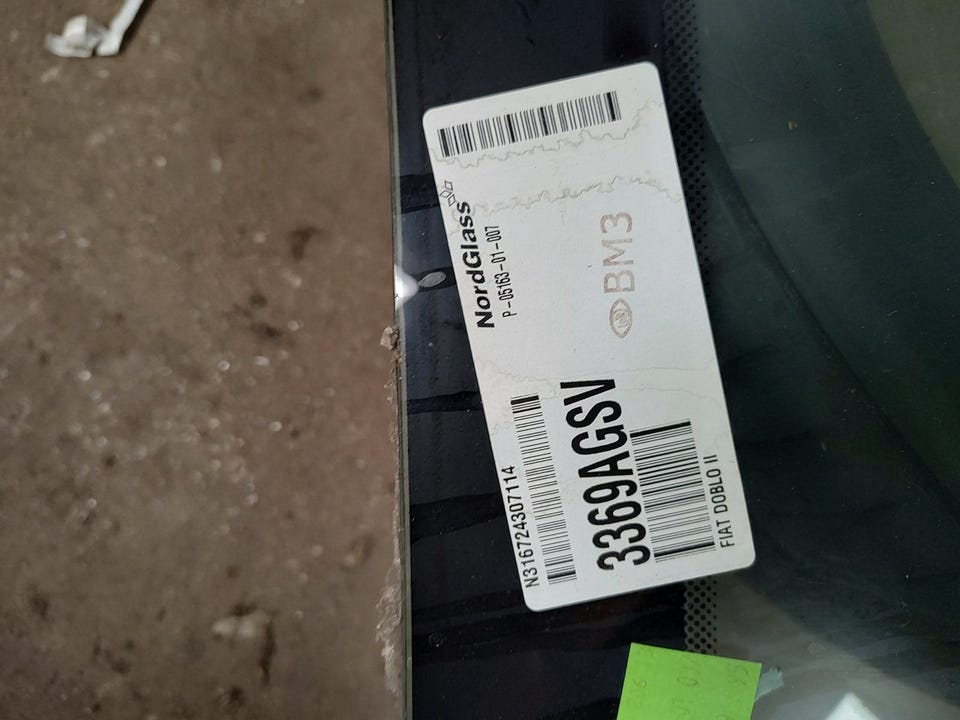 NordGlass
P-05163-01-007
BM3
N316724307114
3369AGSV
FIAT DOBLO II